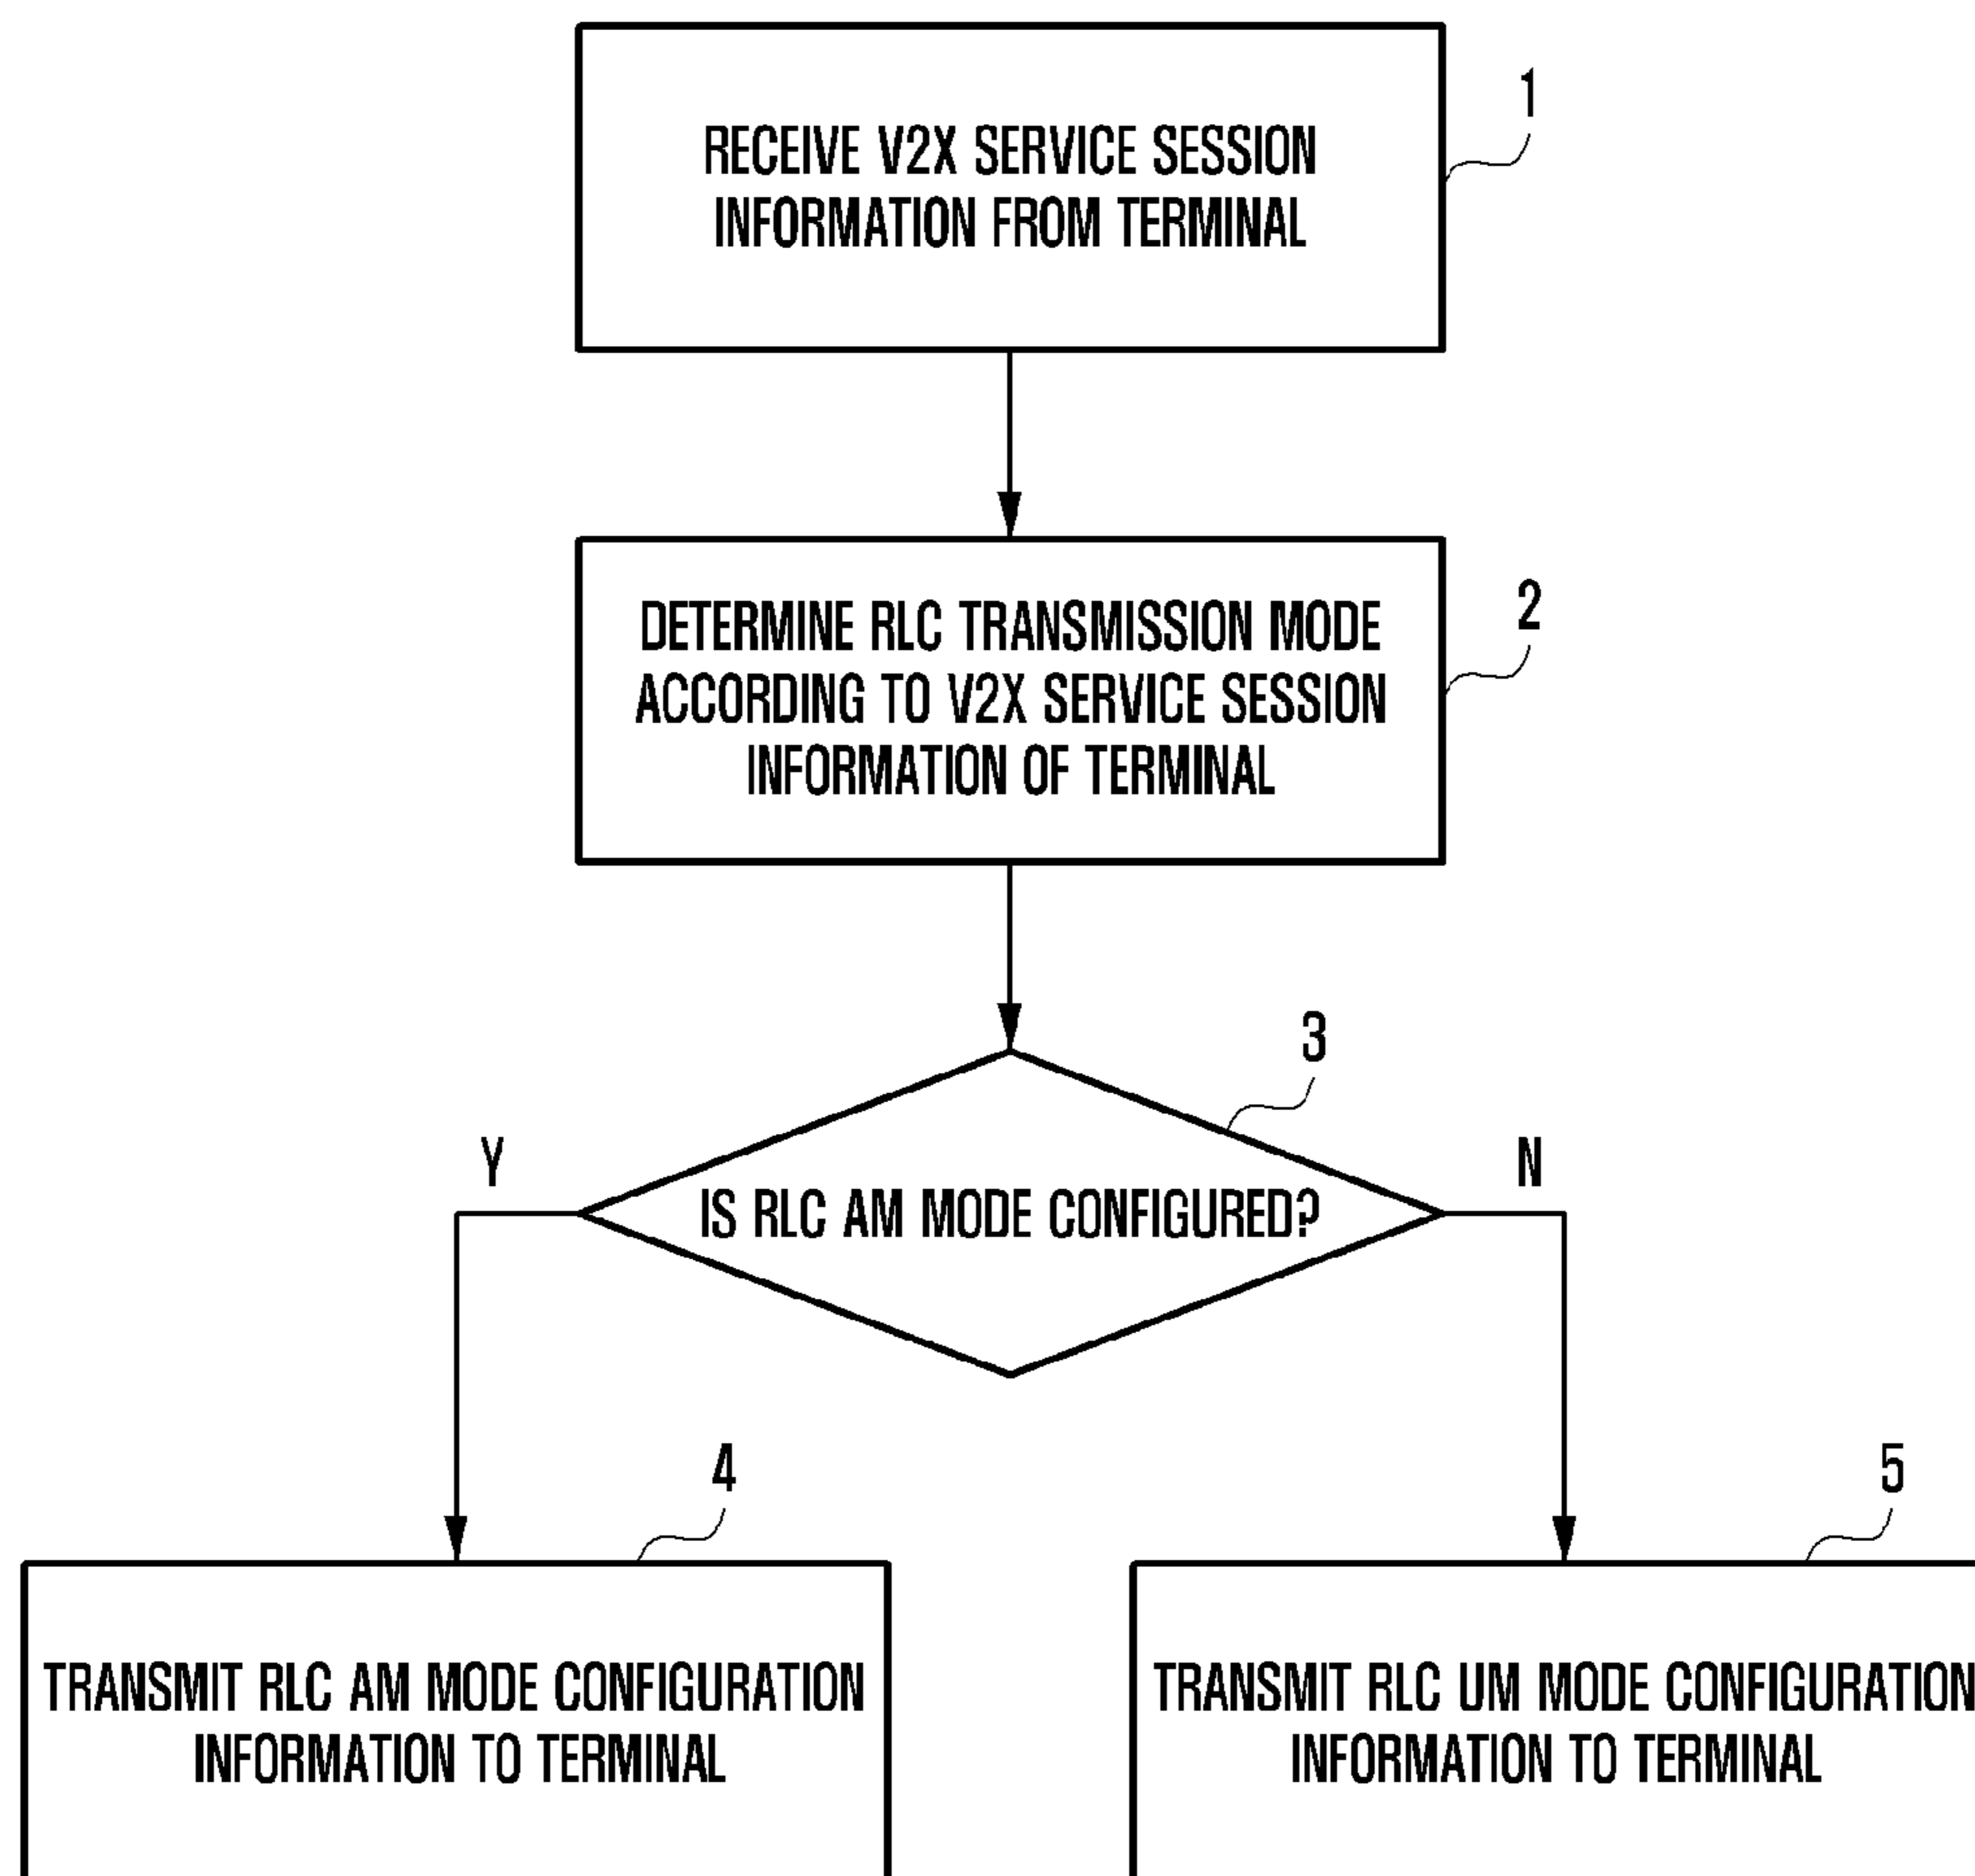 RECEIVE V2X SERVICE SESSION
INFORMATION FROM TERMINAL
1
DETERMINE RLC TRANSMISSION MODE
ACCORDING TO V2X SERVICE SESSION
INFORMATION OF TERMINAL
2
3
Y
N
IS RLC AM MODE CONFIGURED?
4
5
TRANSMIT RLC AM MODE CONFIGURATION
INFORMATION TO TERMINAL
TRANSMIT RLC UM MODE CONFIGURATION
INFORMATION TO TERMINAL